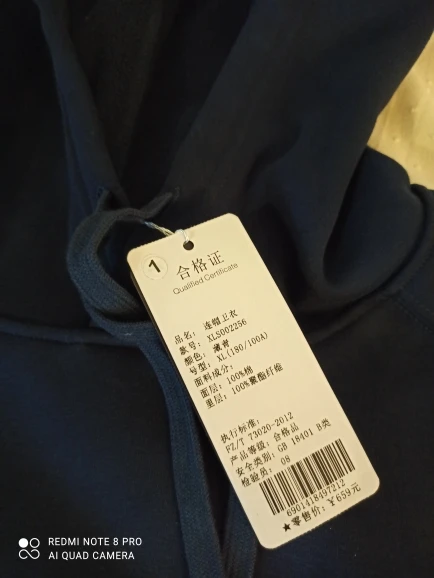 1
合格证
Qualified Certificate
品名: 连帽卫衣
款号: XLS002256
颜色: 藏青
号型: XL(180/100A)
面料成分:
面层: 100%棉
里层: 100%聚酯纤维
执行标准:
FZ/T 73020-2012
产品等级: 合格品
安全类别: GB 18401 B类
检验员: 08
6901418497212
★零售价: ¥659元
REDMI NOTE 8 PRO
AI QUAD CAMERA